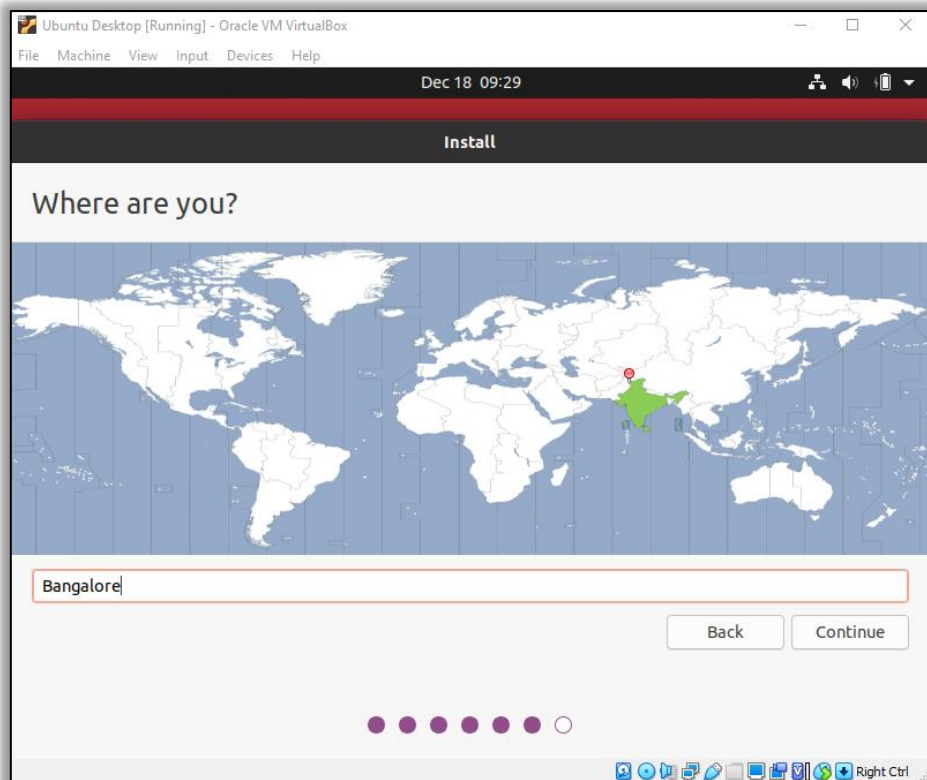 Ubuntu Desktop [Running] - Oracle VM VirtualBox
File Machine View Input Devices Help
Dec 18 09:29
Install
Where are you?
Bangalore
Back Continue
Right Ctrl